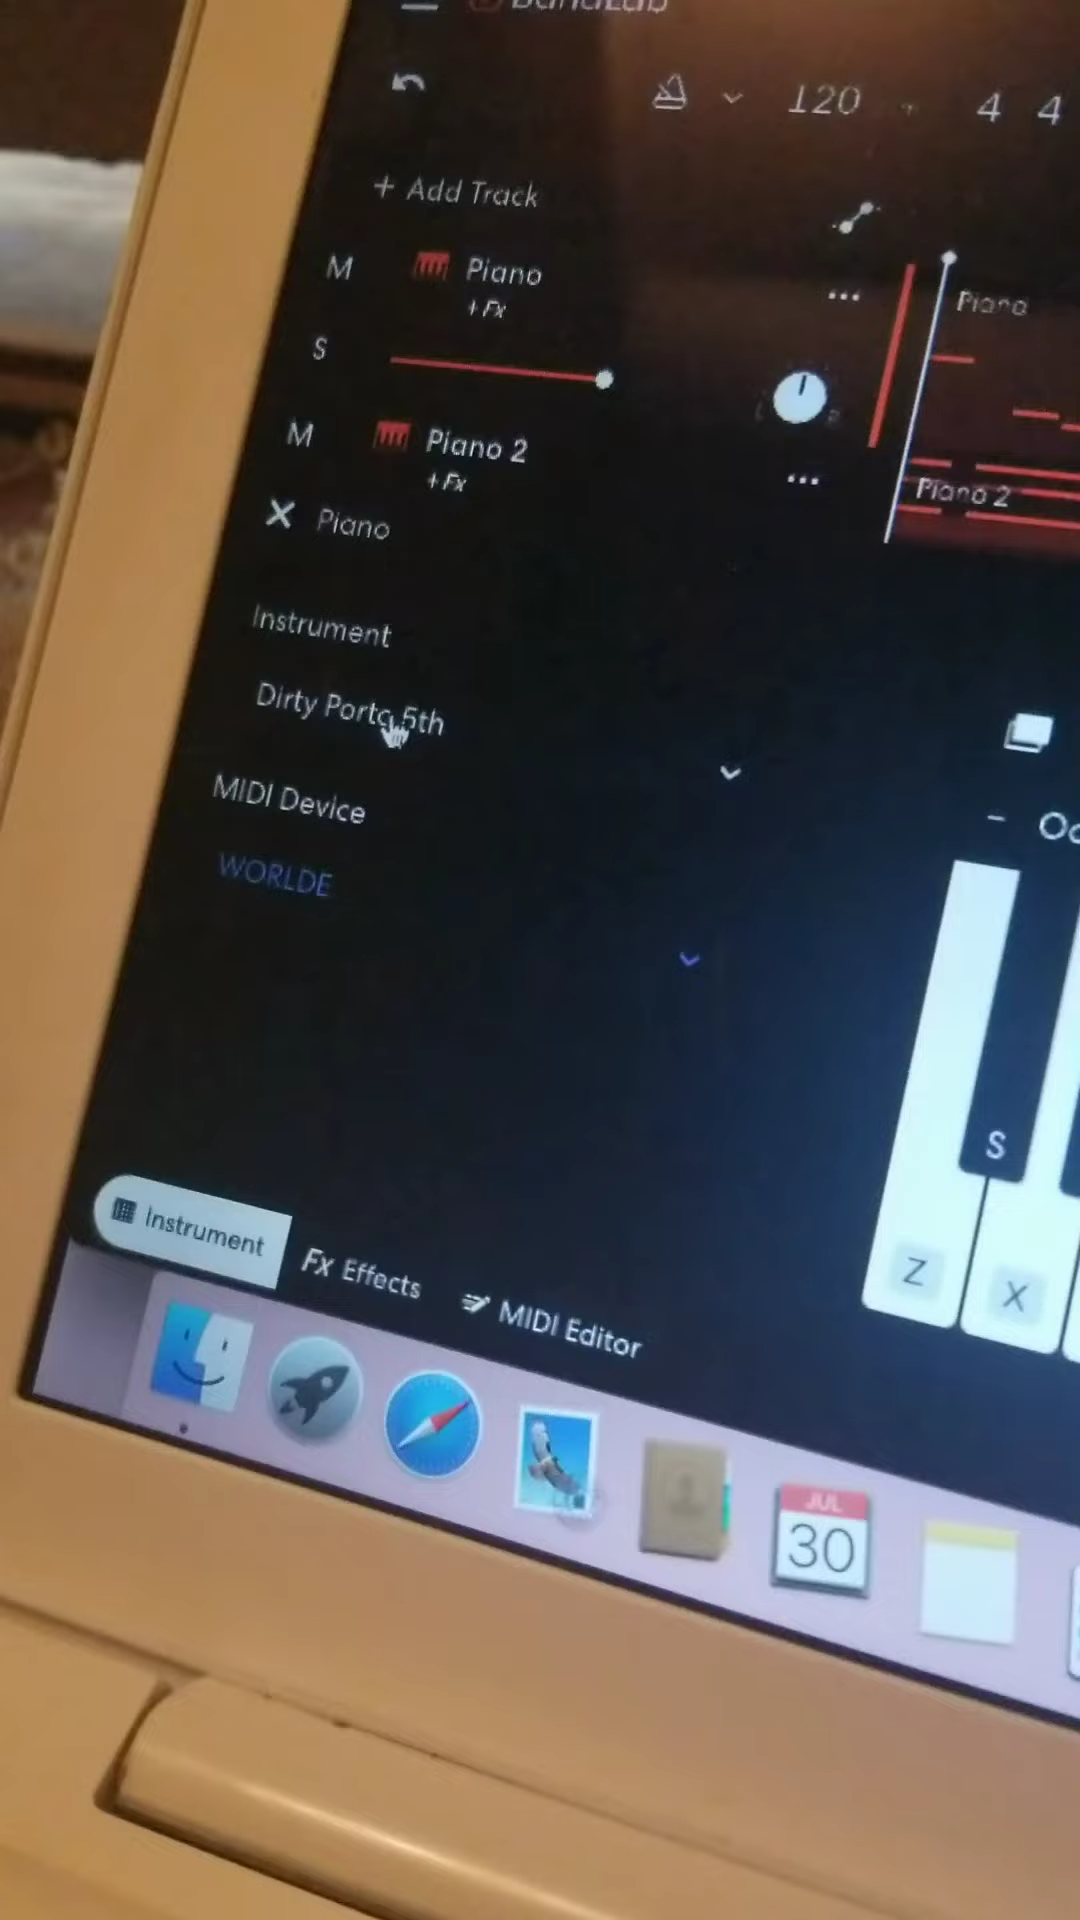 BandLab
120
4 4
+ Add Track
M
Piano
+ Fx
S
M
Piano 2
+ Fx
Piano
Piano 2
X Piano
Instrument
Dirty Porta 5th
MIDI Device
WORLDE
S
Z
X
Instrument
Fx Effects
MIDI Editor
JUL
30